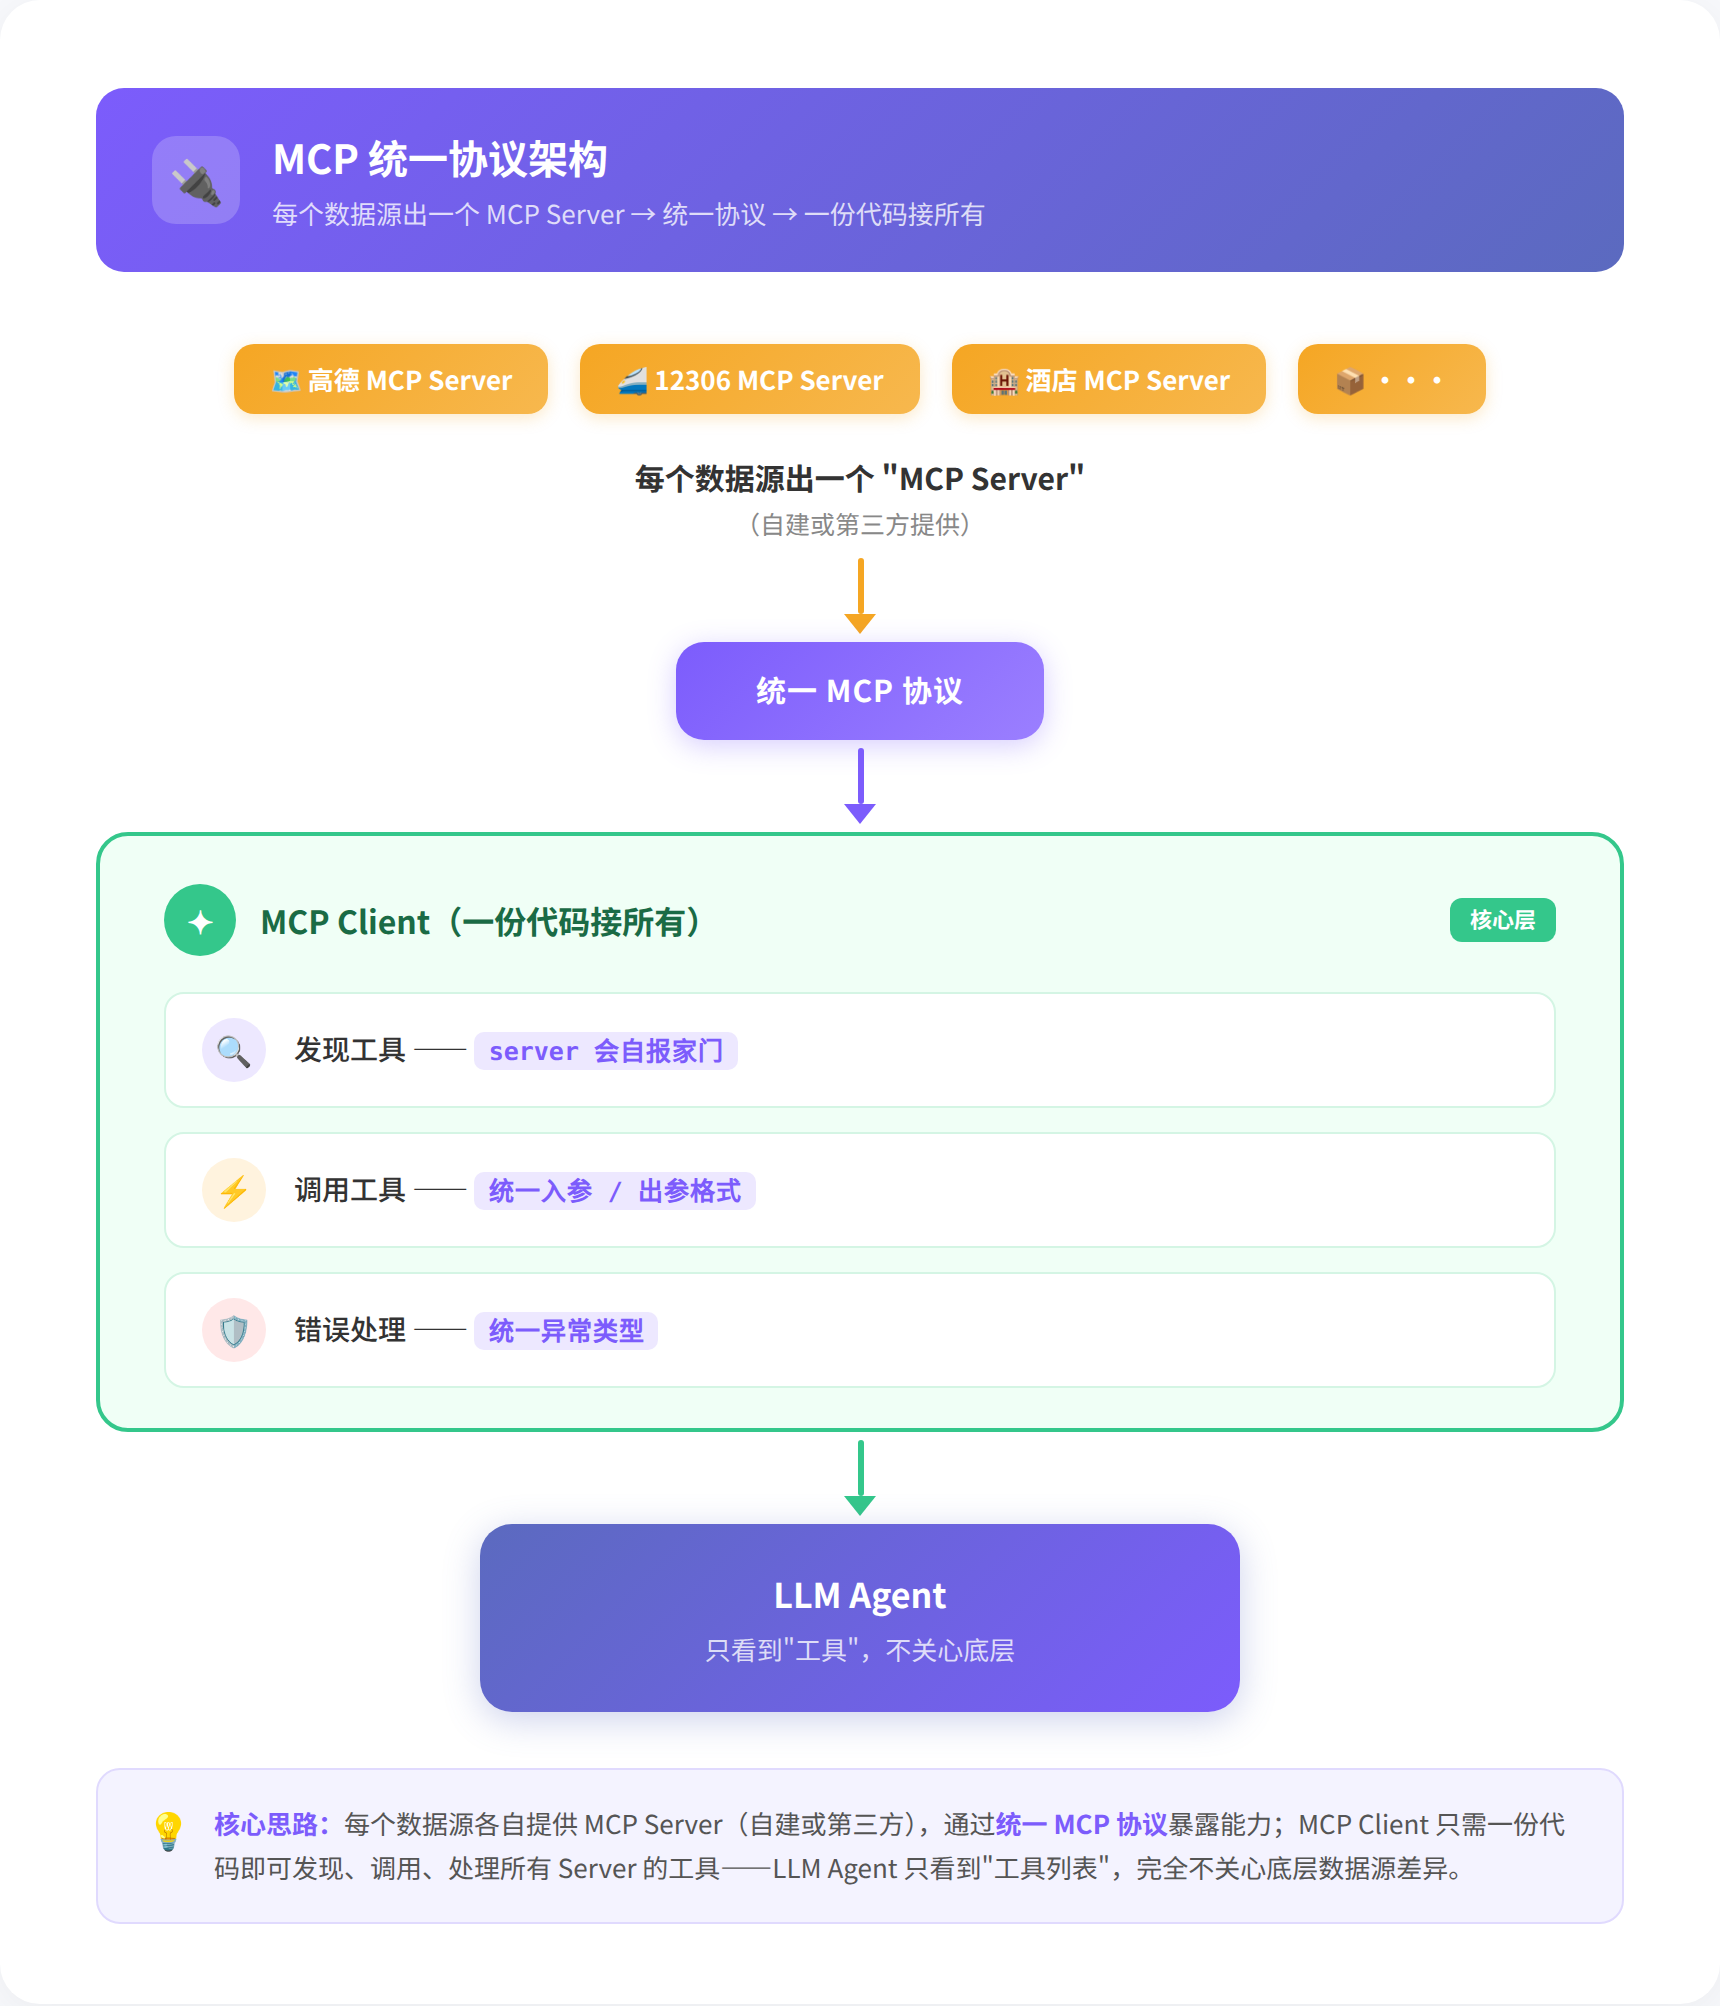 MCP 统一协议架构
每个数据源出一个 MCP Server → 统一协议 → 一份代码接所有
高德 MCP Server
12306 MCP Server
酒店 MCP Server
···
每个数据源出一个 "MCP Server"
（自建或第三方提供）
统一 MCP 协议
MCP Client（一份代码接所有）
核心层
发现工具 —— server 会自报家门
调用工具 —— 统一入参 / 出参格式
错误处理 —— 统一异常类型
LLM Agent
只看到"工具"，不关心底层
核心思路：每个数据源各自提供 MCP Server（自建或第三方），通过统一 MCP 协议暴露能力；MCP Client 只需一份代
码即可发现、调用、处理所有 Server 的工具——LLM Agent 只看到"工具列表"，完全不关心底层数据源差异。